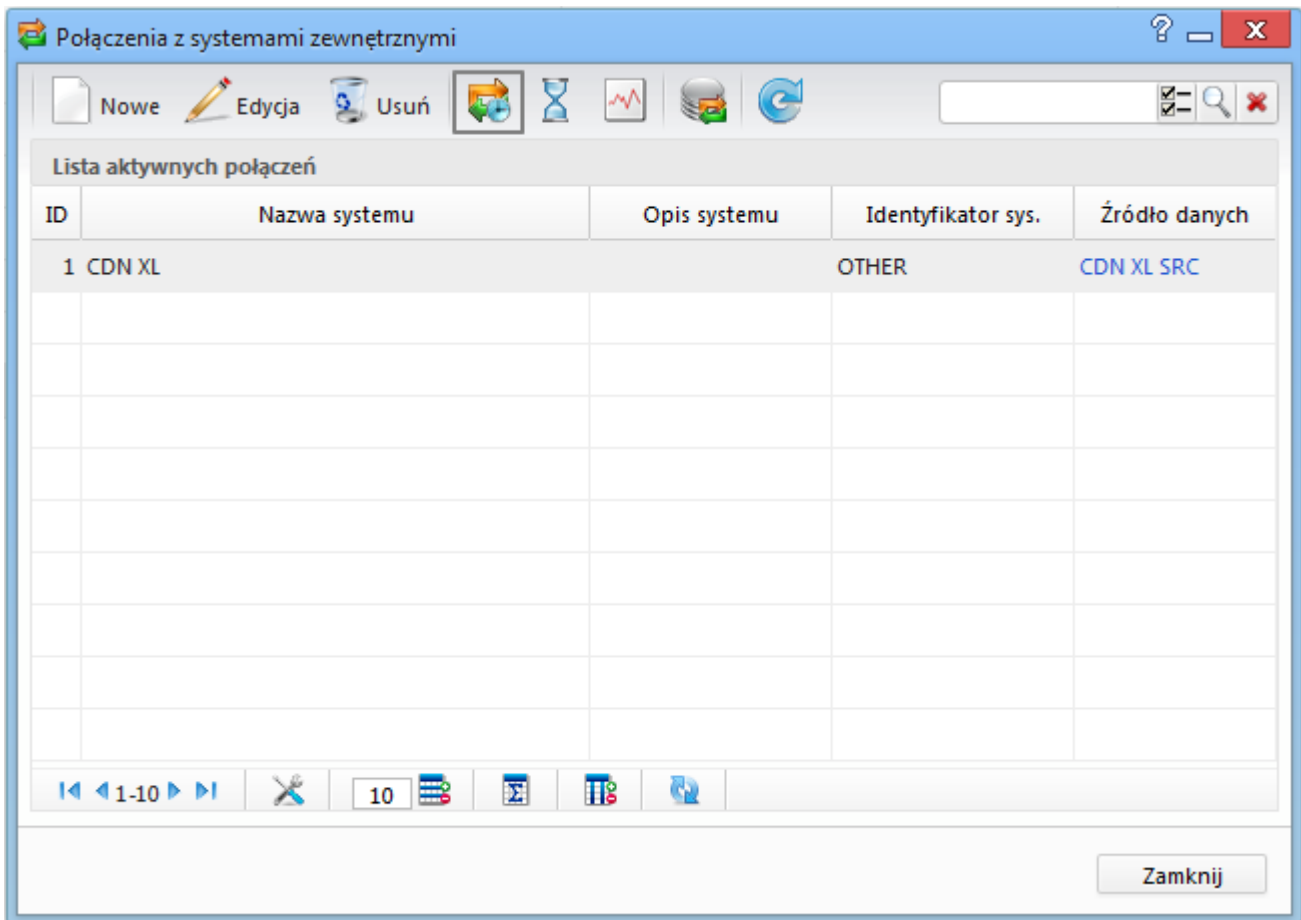 Połączenia z systemami zewnętrznymi
Nowe Edycja Usuń
Lista aktywnych połączeń
ID Nazwa systemu Opis systemu Identyfikator sys. Źródło danych
1 CDN XL OTHER CDN XL SRC
1-10 10
Zamknij